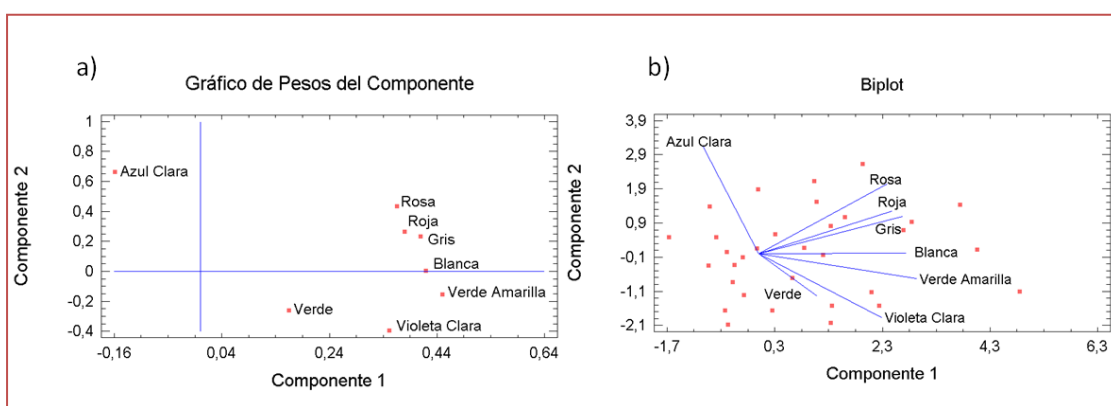 a)
Gráfico de Pesos del Componente
Componente 2
1
0,8
0,6
0,4
0,2
0
-0,2
-0,4
Azul Clara
Rosa
Roja
Gris
Blanca
Verde Amarilla
Verde
Violeta Clara
-0,16
0,04
0,24
0,44
0,64
Componente 1
b)
Biplot
Componente 2
3,9
2,9
1,9
0,9
-0,1
-1,1
-2,1
Azul Clara
Rosa
Roja
Gris
Blanca
Verde Amarilla
Verde
Violeta Clara
-1,7
0,3
2,3
4,3
6,3
Componente 1